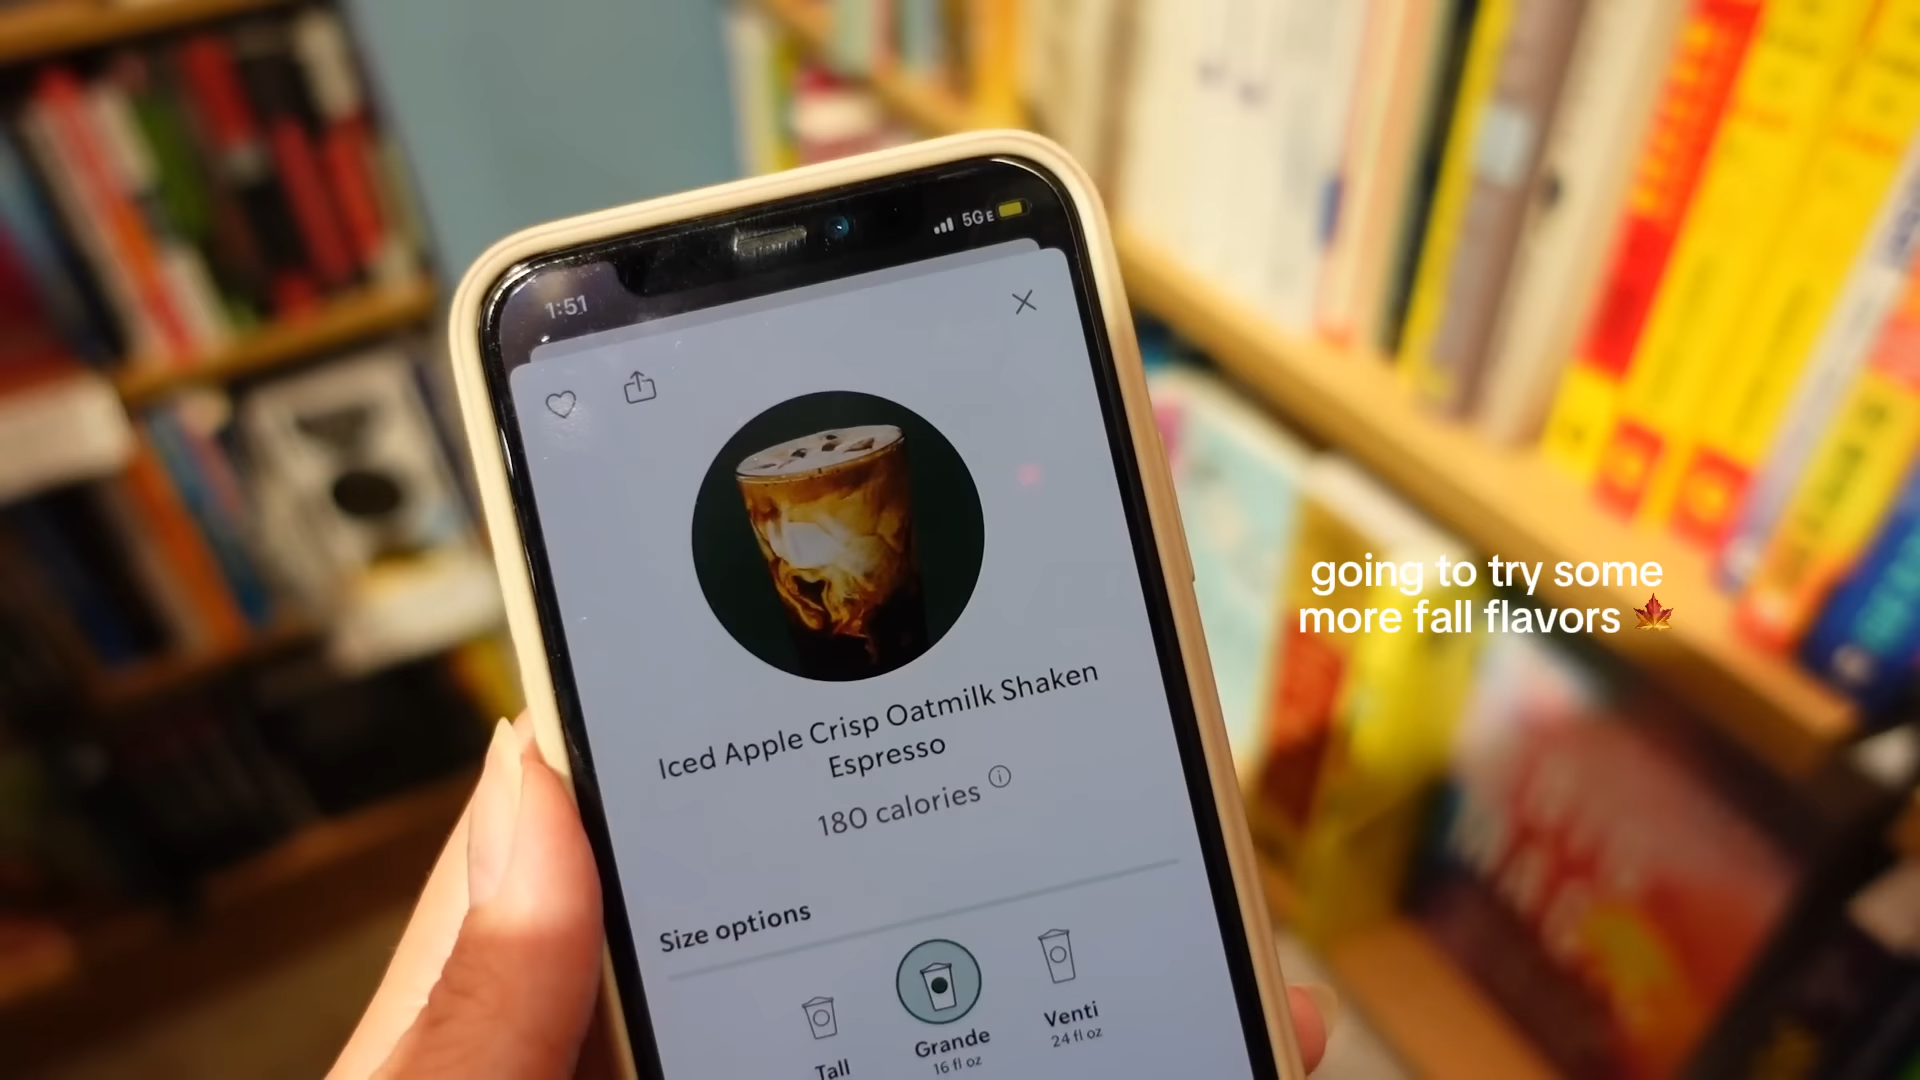 1:51
5GE
Iced Apple Crisp Oatmilk Shaken
Espresso
180 calories
Size options
Tall
Grande
16 fl oz
Venti
24 fl oz
going to try some
more fall flavors 🍁